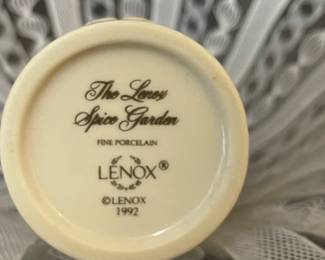 The Lenox
Spice Garden
FINE PORCELAIN
LENOX®
©LENOX
1992